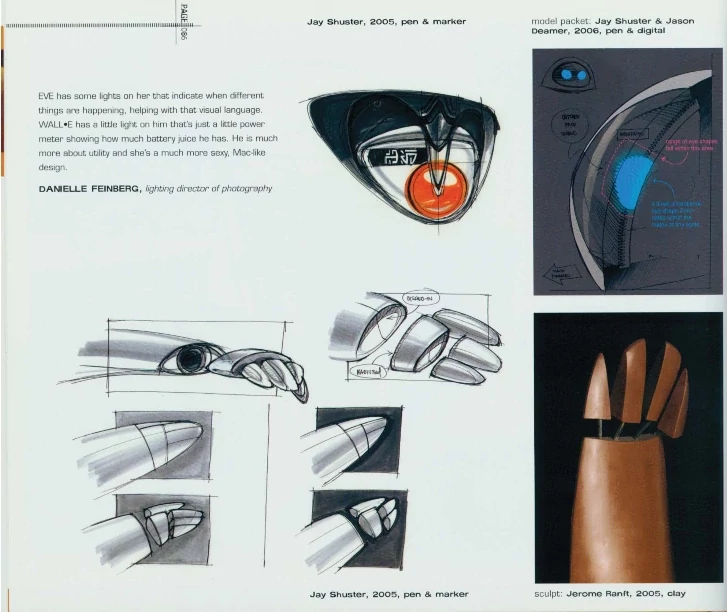 PAGE 086
Jay Shuster, 2005, pen & marker
model packet: Jay Shuster & Jason
Deamer, 2006, pen & digital
EVE has some lights on her that indicate when different
things are happening, helping with that visual language.
WALL•E has a little light on him that's just a little power
meter showing how much battery juice he has. He is much
more about utility and she's a much more sexy, Mac-like
design.
DANIELLE FEINBERG, lighting director of photography
Jay Shuster, 2005, pen & marker
sculpt: Jerome Ranft, 2005, clay